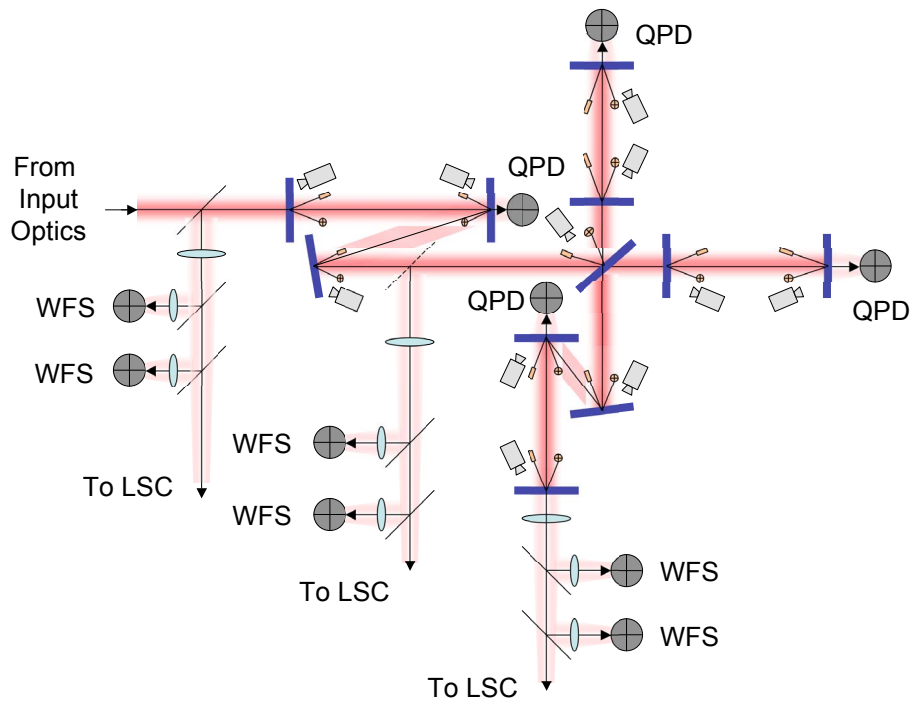 QPD
From
Input
Optics
QPD
QPD
QPD
WFS
WFS
WFS
To LSC
WFS
WFS
To LSC
WFS
To LSC